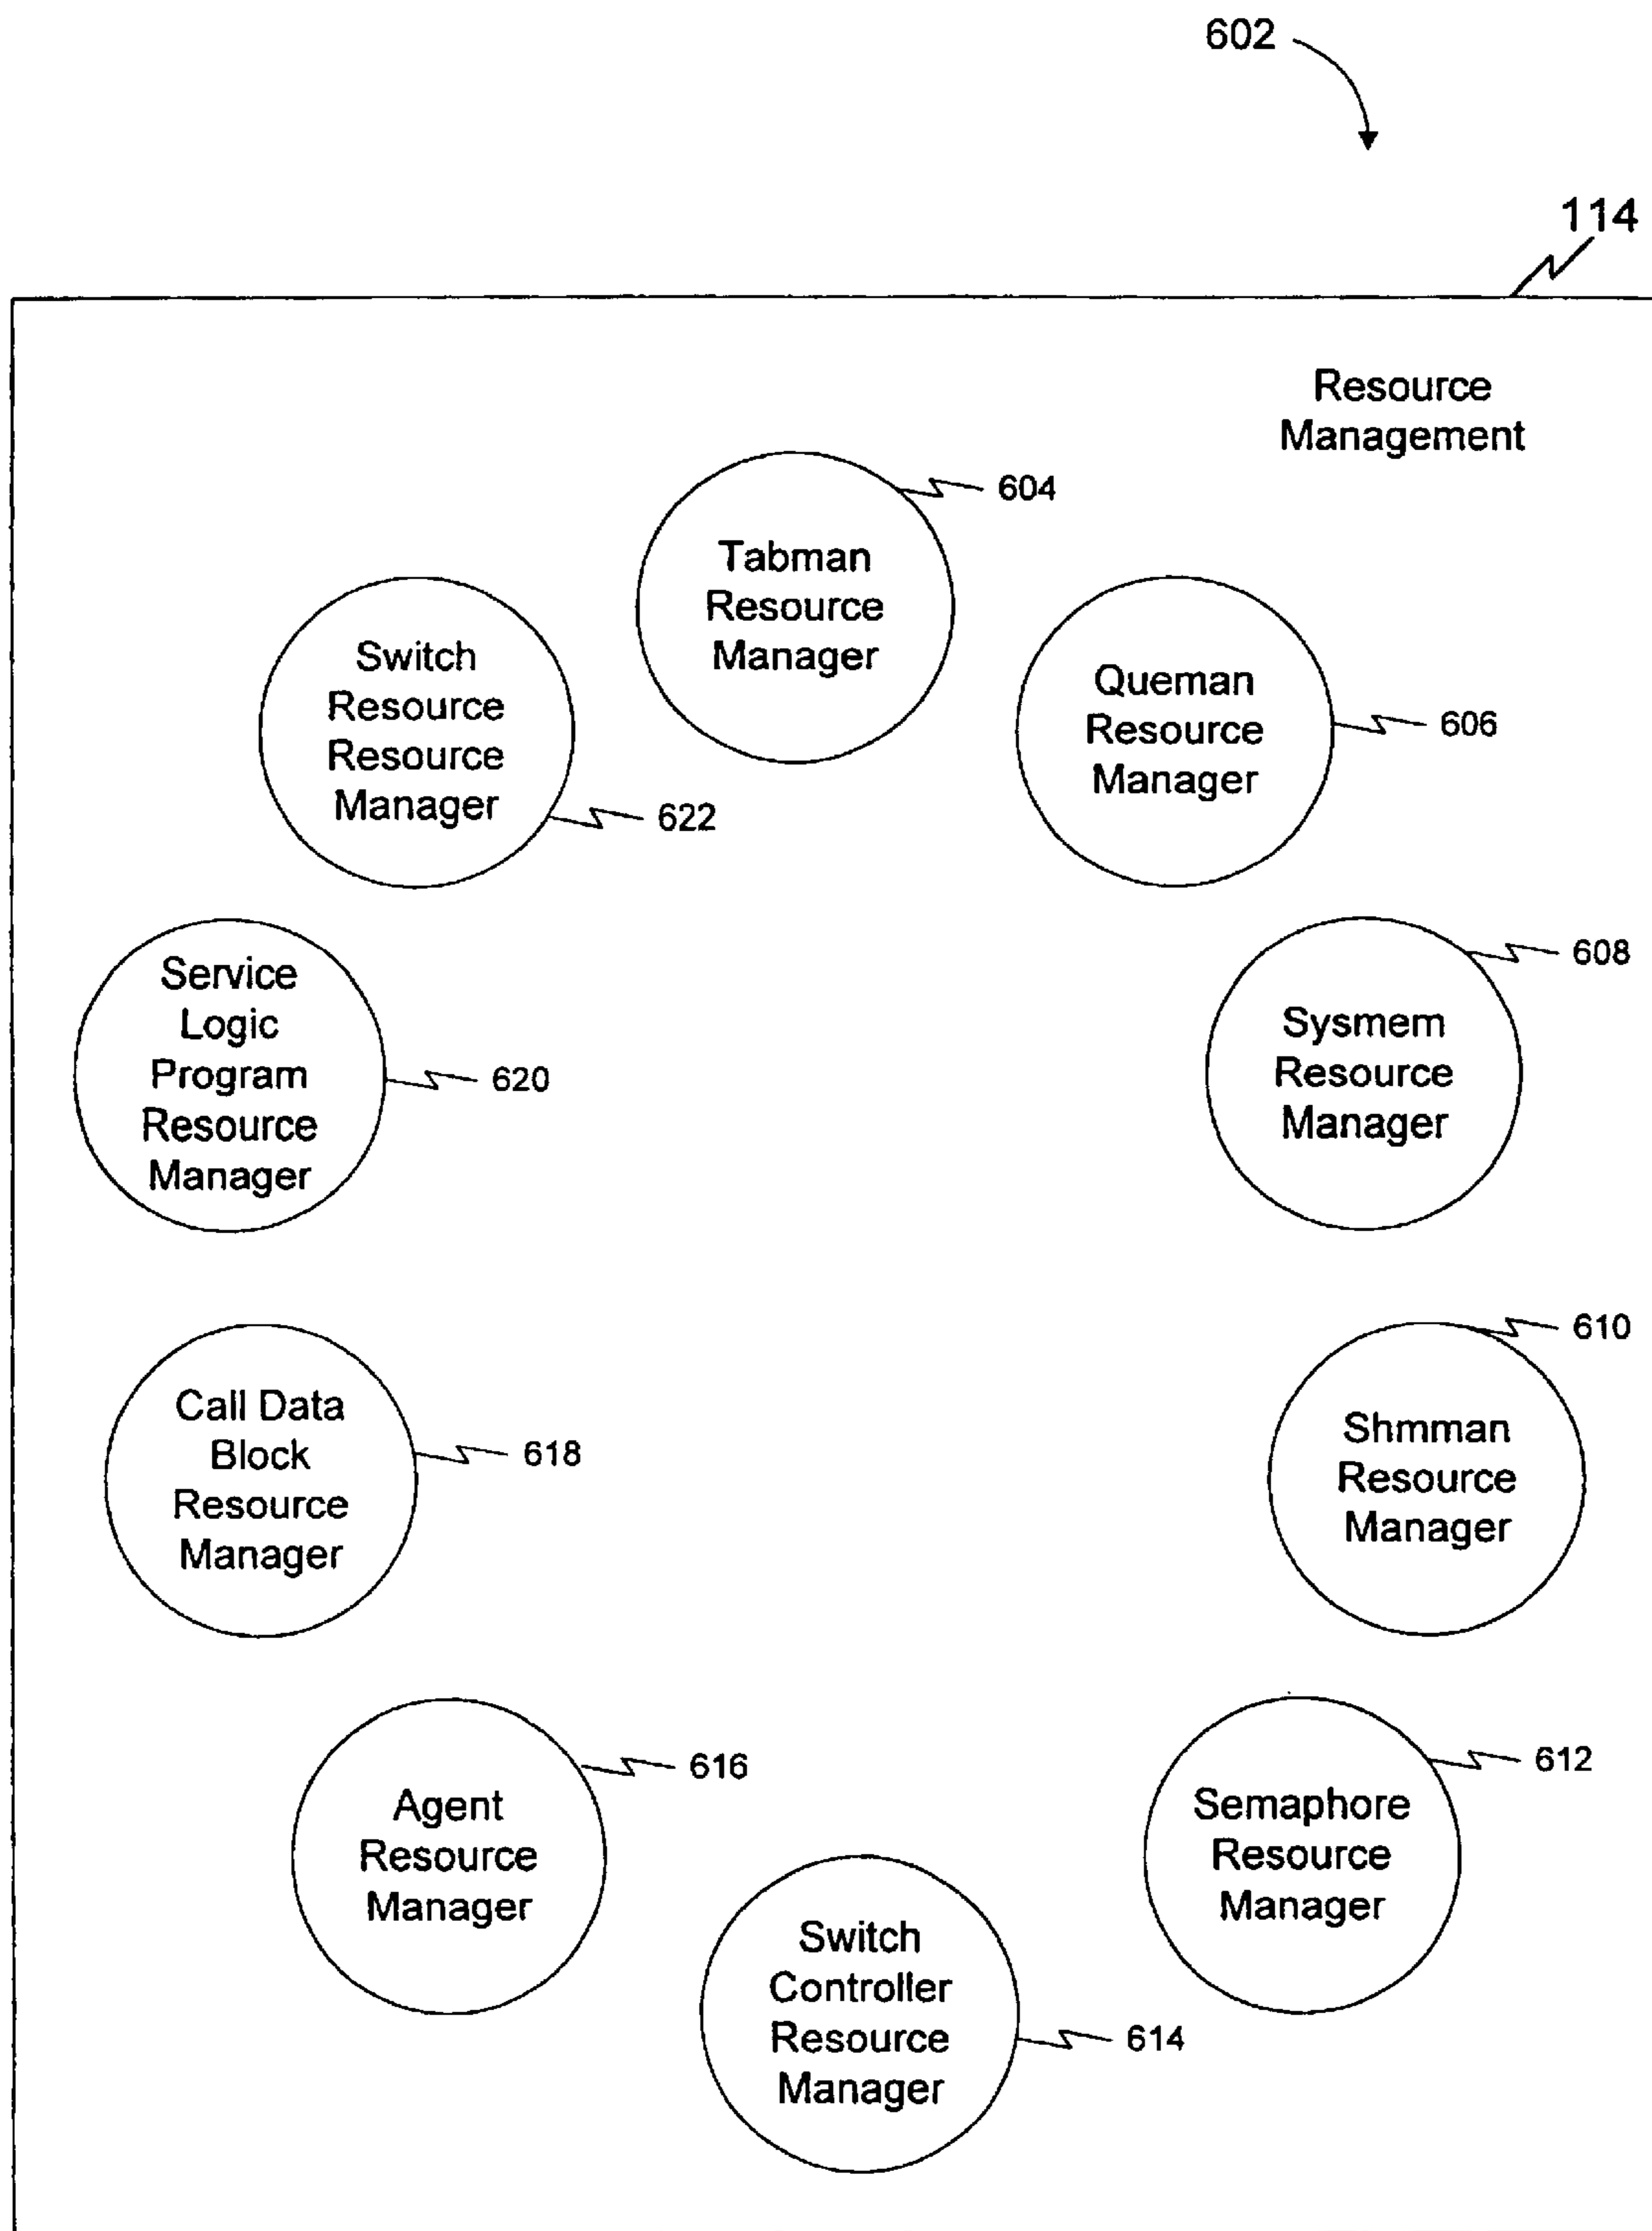 602
114
Resource
Management
604
Tabman
Resource
Manager
Switch
Resource
Resource
Manager
622
Queman
Resource
Manager
606
Service
Logic
Program
Resource
Manager
620
608
Sysmem
Resource
Manager
Call Data
Block
Resource
Manager
618
610
Shmman
Resource
Manager
616
Agent
Resource
Manager
612
Semaphore
Resource
Manager
Switch
Controller
Resource
Manager
614